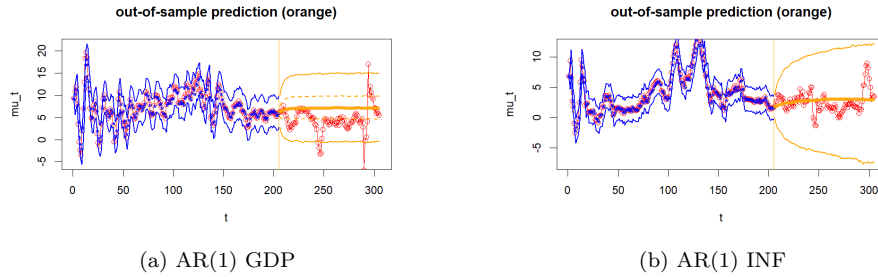 out-of-sample prediction (orange)
mu_t
20
15
10
5
0
-5
0 50 100 150 200 250 300
t
(a) AR(1) GDP
out-of-sample prediction (orange)
mu_t
10
5
0
-5
0 50 100 150 200 250 300
t
(b) AR(1) INF